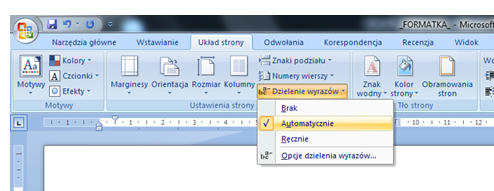 _FORMATKA_ - Microsoft
Narzędzia główne Wstawianie Układ strony Odwołania Korespondencja Recenzja Widok
Aa Kolory Znaki podziału
A Czcionki Numery wierszy
Motywy Efekty Marginesy Orientacja Rozmiar Kolumny Dzielenie wyrazów Znak wodny Kolor strony Obramowania stron
Motywy Ustawienia strony Tło strony
Brak
Automatycznie
Ręcznie
Opcje dzielenia wyrazów...